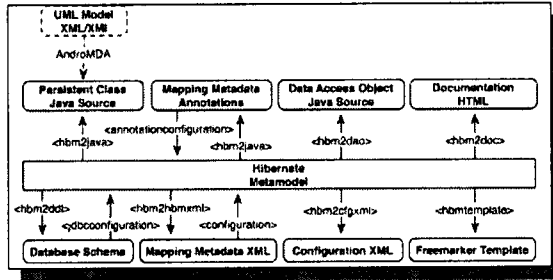 UML Model
XML/XMI
AndroMDA
Persistent Class
Java Source
Mapping Metadata
Annotations
Data Access Object
Java Source
Documentation
HTML
<annotationconfiguration>
<hbm2java>
<hbm2java>
<hbm2dao>
<hbm2doc>
Hibernate
Metamodel
<hbm2ddl>
<hbm2hbmxml>
<hbm2cfgxml>
<hbmtemplate>
<jdbcconfiguration>
<configuration>
Database Schema
Mapping Metadata XML
Configuration XML
Freemarker Template